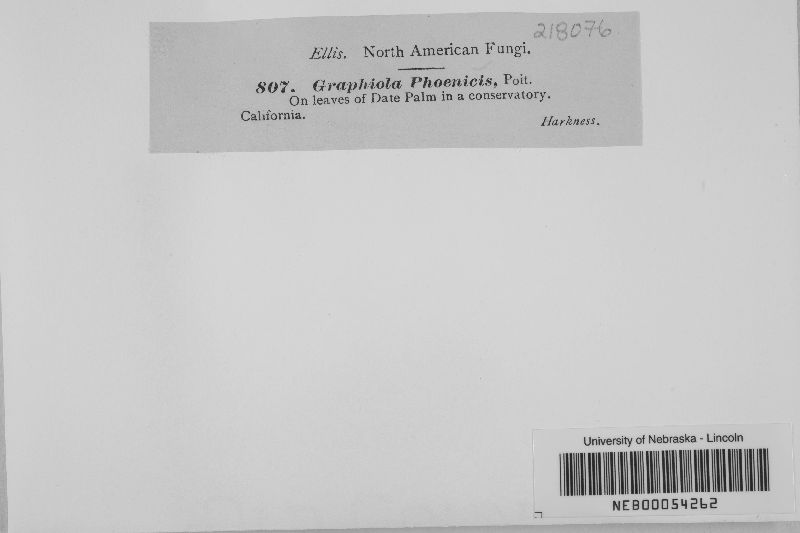 218076
Ellis. North American Fungi.
807. Graphiola Phoenicis, Poit.
On leaves of Date Palm in a conservatory.
California.
Harkness.
University of Nebraska - Lincoln
NEB00054262